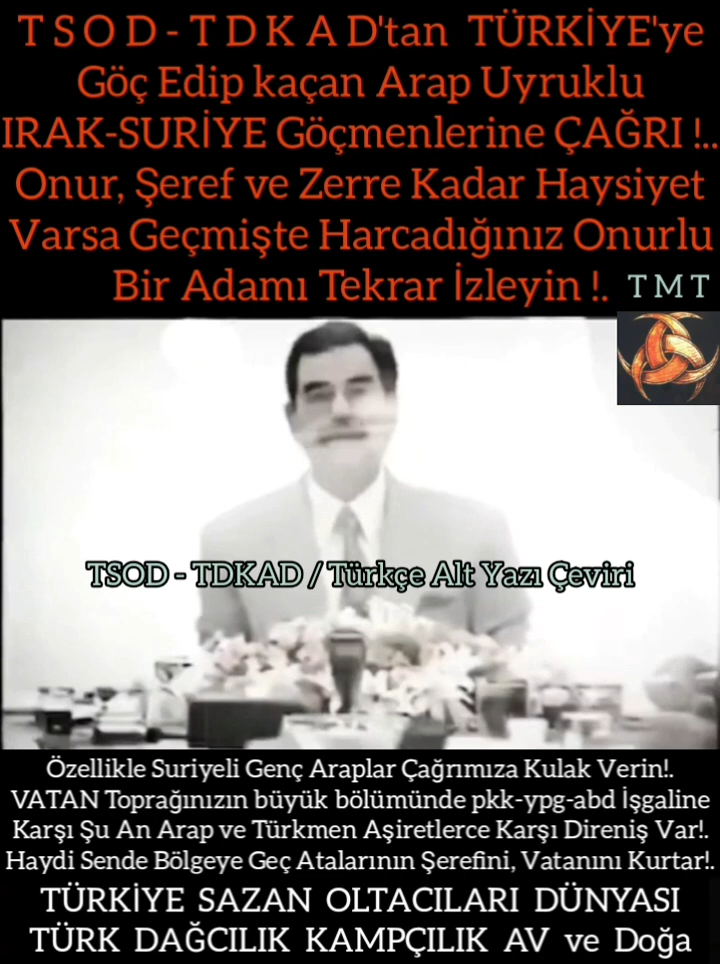 T S O D - T D K A D'tan TÜRKİYE'ye
Göç Edip kaçan Arap Uyruklu
IRAK-SURİYE Göçmenlerine ÇAĞRI !..
Onur, Şeref ve Zerre Kadar Haysiyet
Varsa Geçmişte Harcadığınız Onurlu
Bir Adamı Tekrar İzleyin !.
T M T
TSOD - TDKAD / Türkçe Alt Yazı Çeviri
Özellikle Suriyeli Genç Araplar Çağrımıza Kulak Verin!.
VATAN Toprağınızın büyük bölümünde pkk-ypg-abd İşgaline
Karşı Şu An Arap ve Türkmen Aşiretlerce Karşı Direniş Var!.
Haydi Sende Bölgeye Geç Atalarının Şerefini, Vatanını Kurtar!.
TÜRKİYE SAZAN OLTACILARI DÜNYASI
TÜRK DAĞCILIK KAMPÇILIK AV ve Doğa